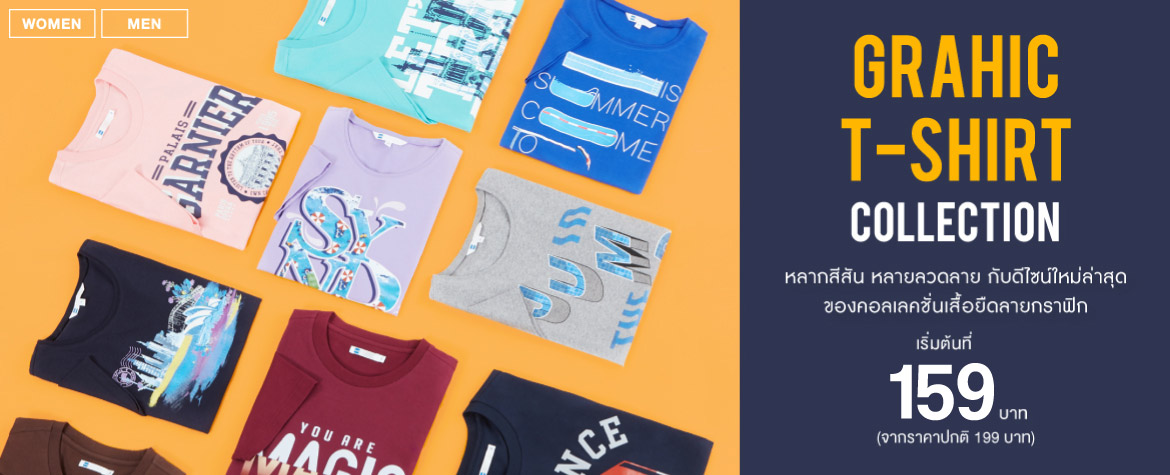 WOMEN
MEN
GRAHIC
T-SHIRT
COLLECTION
หลากสีสัน หลายลวดลาย กับดีไซน์ใหม่ล่าสุด
ของคอลเลคชั่นเสื้อยืดลายกราฟิก
เริ่มต้นที่
159 บาท
(จากราคาปกติ 199 บาท)
IS
SUMMER
COME
TO
PALAIS
GARNIER
JUM
YOU ARE
MAGIC